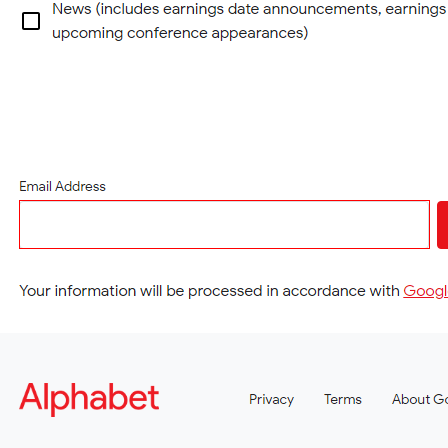 News (includes earnings date announcements, earnings
upcoming conference appearances)
Email Address
Your information will be processed in accordance with Googl
Alphabet
Privacy
Terms
About Go